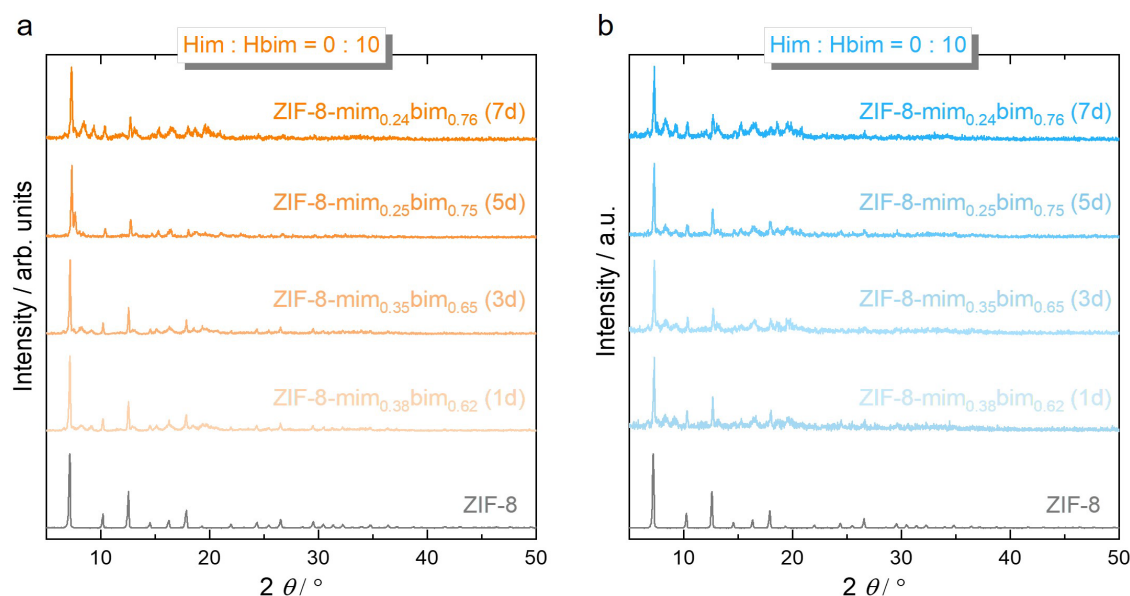 a
Him : Hbim = 0 : 10
ZIF-8-mim0.24bim0.76 (7d)
ZIF-8-mim0.25bim0.75 (5d)
ZIF-8-mim0.35bim0.65 (3d)
ZIF-8-mim0.38bim0.62 (1d)
ZIF-8
Intensity / arb. units
10 20 30 40 50
2 θ / °
b
Him : Hbim = 0 : 10
ZIF-8-mim0.24bim0.76 (7d)
ZIF-8-mim0.25bim0.75 (5d)
ZIF-8-mim0.35bim0.65 (3d)
ZIF-8-mim0.38bim0.62 (1d)
ZIF-8
Intensity / a.u.
10 20 30 40 50
2 θ / °